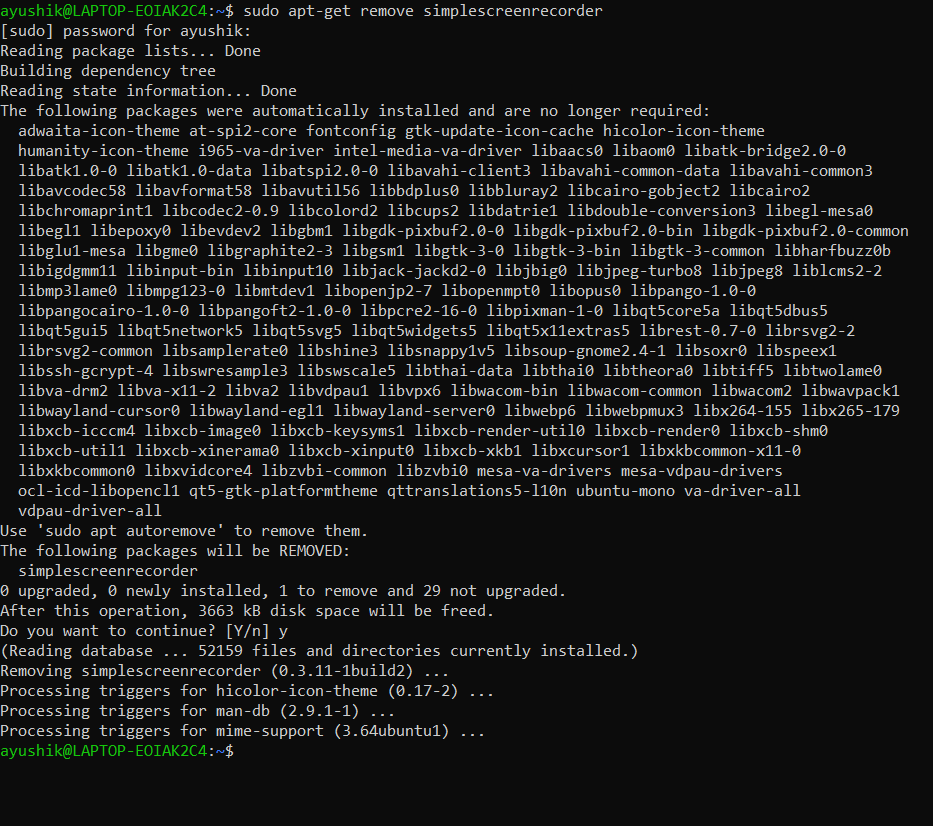 ayushik@LAPTOP-EOIAK2C4:~$ sudo apt-get remove simplescreenrecorder
[sudo] password for ayushik:
Reading package lists... Done
Building dependency tree
Reading state information... Done
The following packages were automatically installed and are no longer required:
  adwaita-icon-theme at-spi2-core fontconfig gtk-update-icon-cache hicolor-icon-theme
  humanity-icon-theme i965-va-driver intel-media-va-driver libaacs0 libaom0 libatk-bridge2.0-0
  libatk1.0-0 libatk1.0-data libatspi2.0-0 libavahi-client3 libavahi-common-data libavahi-common3
  libavcodec58 libavformat58 libavutil56 libbdplus0 libbluray2 libcairo-gobject2 libcairo2
  libchromaprint1 libcodec2-0.9 libcolord2 libcups2 libdatrie1 libdouble-conversion3 libegl-mesa0
  libegl1 libepoxy0 libevdev2 libgbm1 libgdk-pixbuf2.0-0 libgdk-pixbuf2.0-bin libgdk-pixbuf2.0-common
  libglu1-mesa libgme0 libgraphite2-3 libgsm1 libgtk-3-0 libgtk-3-bin libgtk-3-common libharfbuzz0b
  libigdgmm11 libinput-bin libinput10 libjack-jackd2-0 libjbig0 libjpeg-turbo8 libjpeg8 liblcms2-2
  libmp3lame0 libmpg123-0 libmtdev1 libopenjp2-7 libopenmpt0 libopus0 libpango-1.0-0
  libpangocairo-1.0-0 libpangoft2-1.0-0 libpcre2-16-0 libpixman-1-0 libqt5core5a libqt5dbus5
  libqt5gui5 libqt5network5 libqt5svg5 libqt5widgets5 libqt5x11extras5 librest-0.7-0 librsvg2-2
  librsvg2-common libsamplerate0 libshine3 libsnappy1v5 libsoup-gnome2.4-1 libsoxr0 libspeex1
  libssh-gcrypt-4 libswresample3 libswscale5 libthai-data libthai0 libtheora0 libtiff5 libtwolame0
  libva-drm2 libva-x11-2 libva2 libvdpau1 libvpx6 libwacom-bin libwacom-common libwacom2 libwavpack1
  libwayland-cursor0 libwayland-egl1 libwayland-server0 libwebp6 libwebpmux3 libx264-155 libx265-179
  libxcb-icccm4 libxcb-image0 libxcb-keysyms1 libxcb-render-util0 libxcb-render0 libxcb-shm0
  libxcb-util1 libxcb-xinerama0 libxcb-xinput0 libxcb-xkb1 libxcursor1 libxkbcommon-x11-0
  libxkbcommon0 libxvidcore4 libzvbi-common libzvbi0 mesa-va-drivers mesa-vdpau-drivers
  ocl-icd-libopencl1 qt5-gtk-platformtheme qttranslations5-l10n ubuntu-mono va-driver-all
  vdpau-driver-all
Use 'sudo apt autoremove' to remove them.
The following packages will be REMOVED:
  simplescreenrecorder
0 upgraded, 0 newly installed, 1 to remove and 29 not upgraded.
After this operation, 3663 kB disk space will be freed.
Do you want to continue? [Y/n] y
(Reading database ... 52159 files and directories currently installed.)
Removing simplescreenrecorder (0.3.11-1build2) ...
Processing triggers for hicolor-icon-theme (0.17-2) ...
Processing triggers for man-db (2.9.1-1) ...
Processing triggers for mime-support (3.64ubuntu1) ...
ayushik@LAPTOP-EOIAK2C4:~$